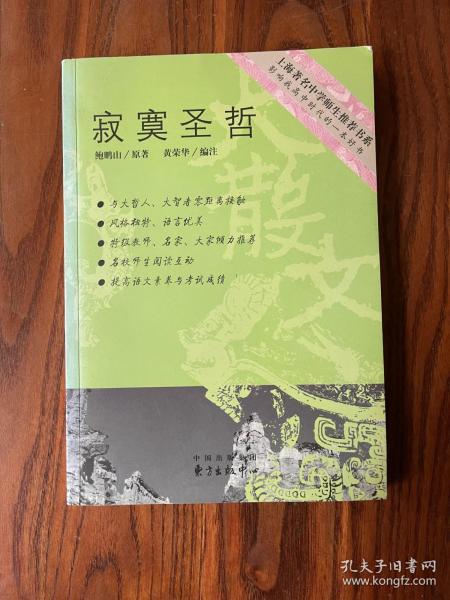 上海著名中学师生推荐书系
影响我高中时代的一本好书
寂寞圣哲
鲍鹏山/原著 黄荣华/编注
● 与大哲人、大智者零距离接触
● 风格独特、语言优美
● 特级教师、名家、大家倾力推荐
● 名校师生阅读互动
● 提高语文素养与考试成绩
大散文
中国出版集团
东方出版中心
孔夫子旧书网
www.kongfz.com